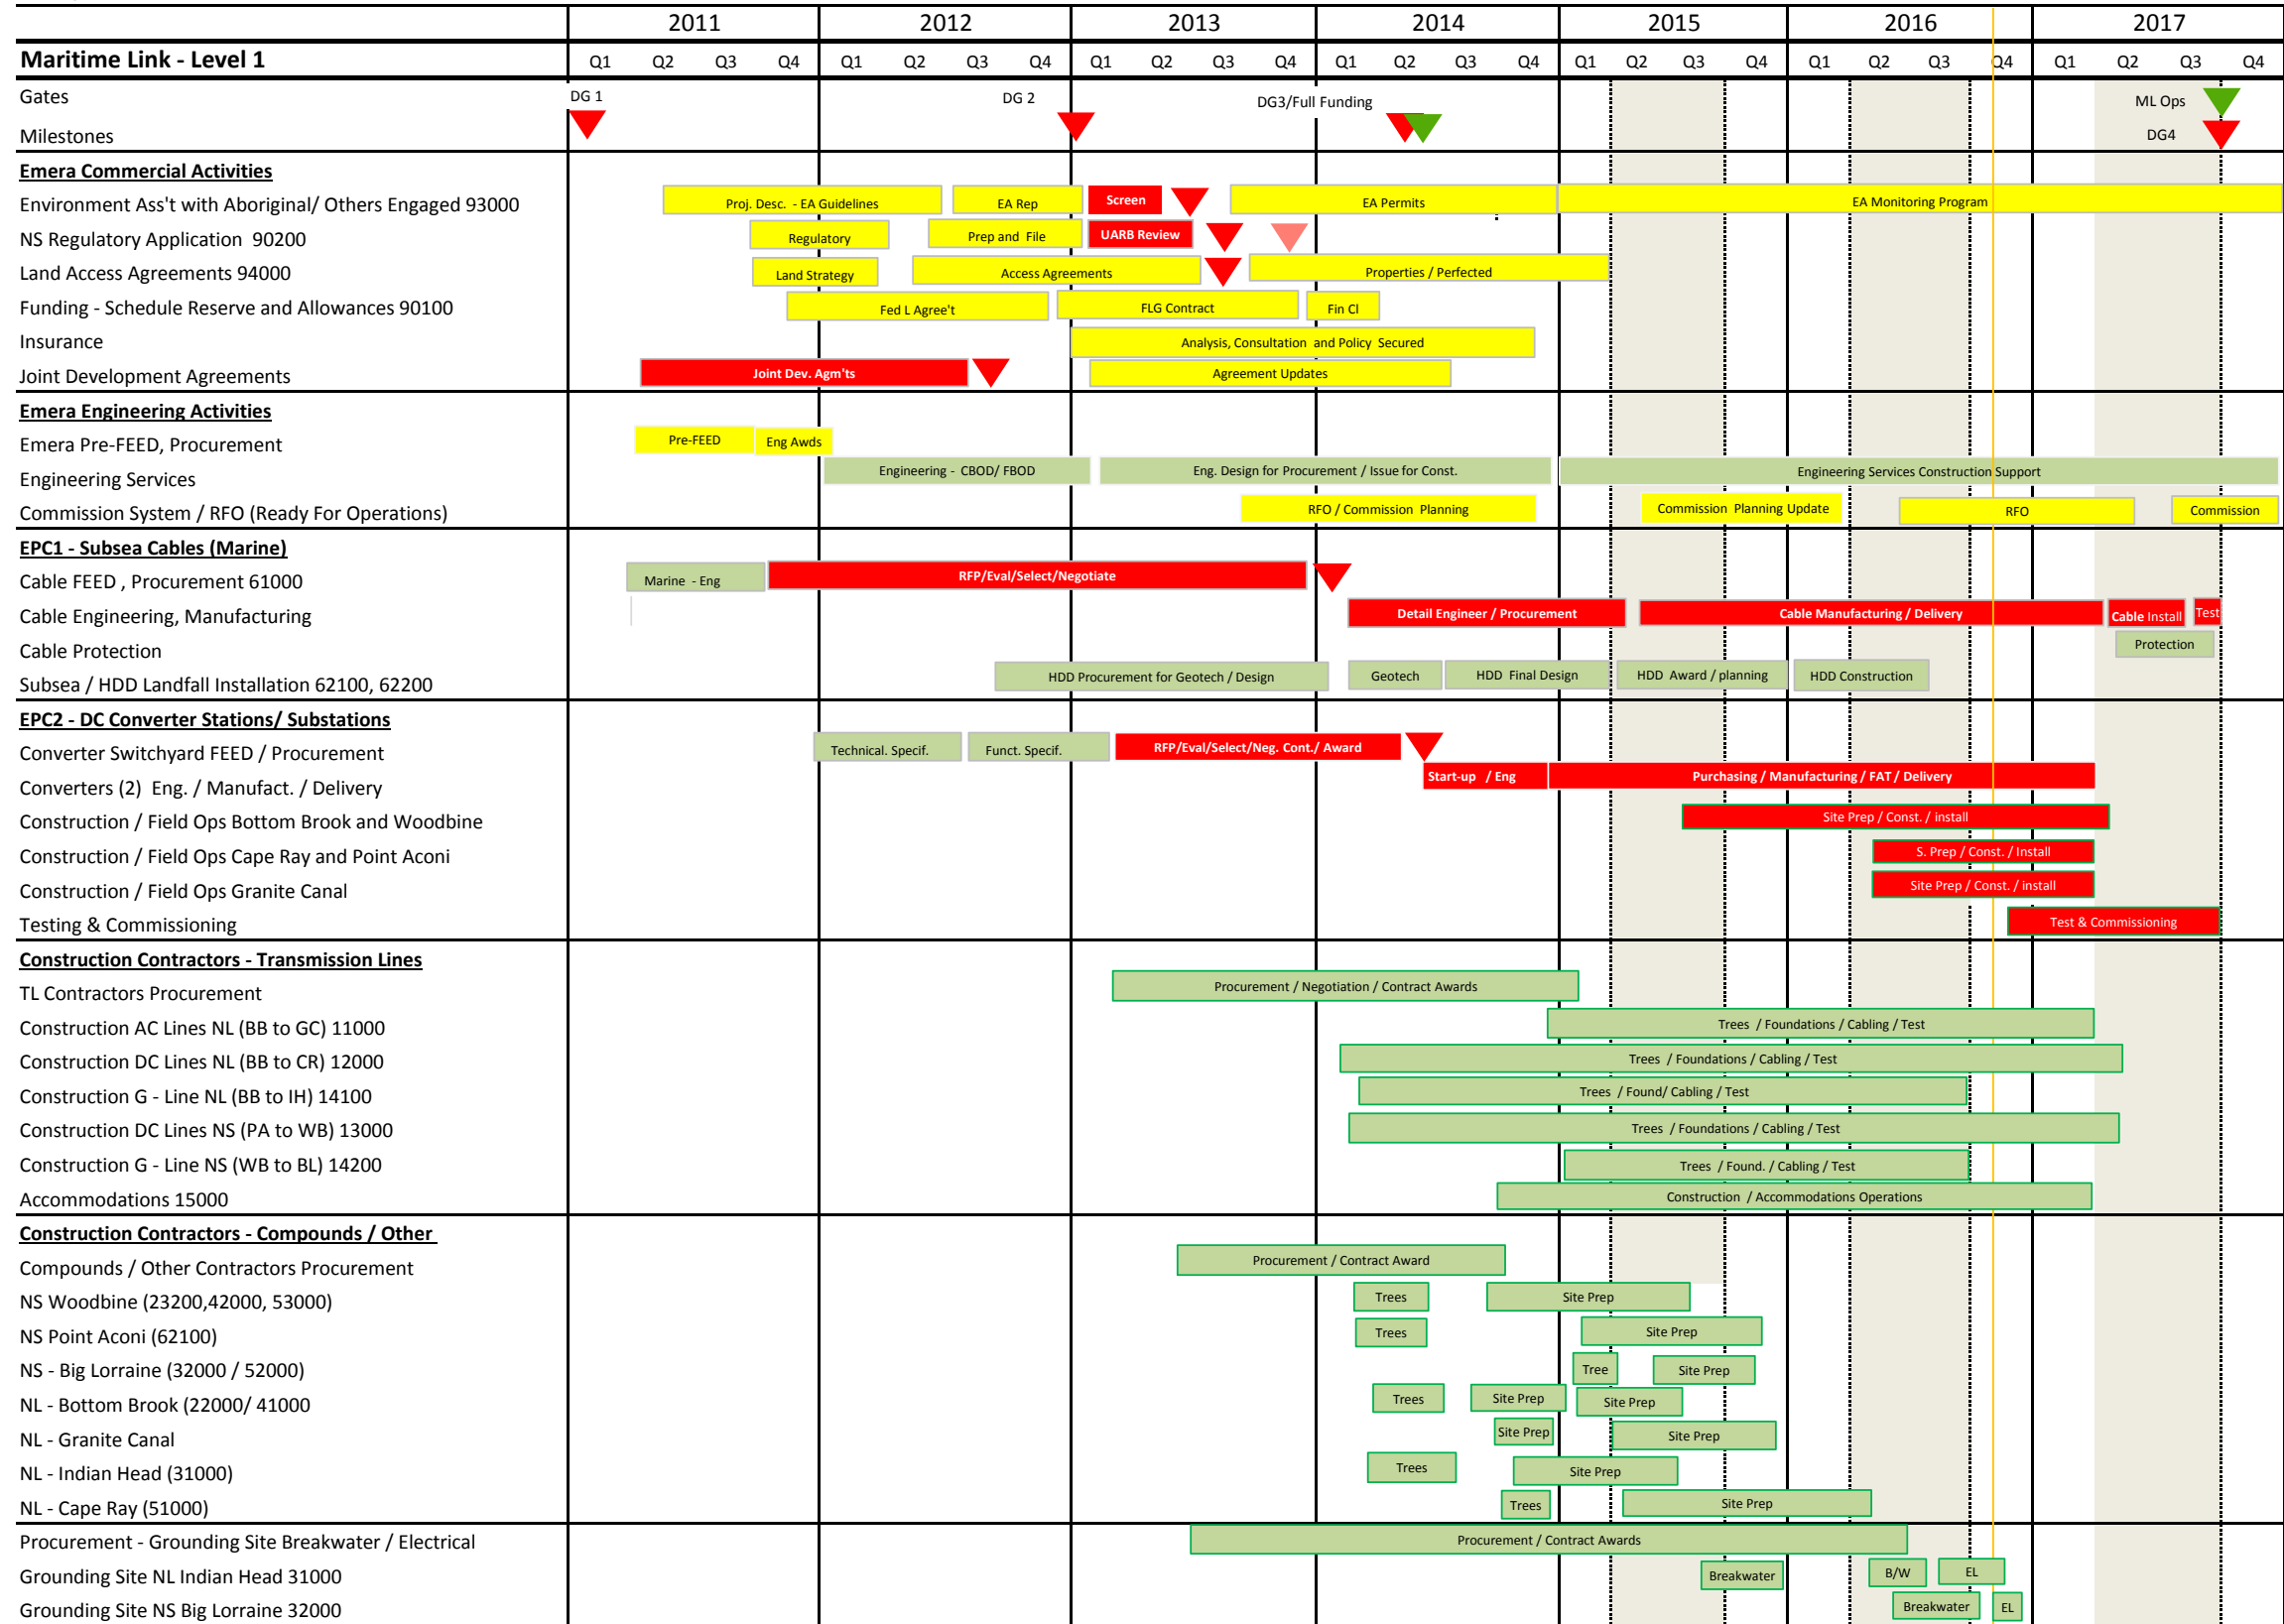 2011 2012 2013 2014 2015 2016 2017
Maritime Link - Level 1 Q1 Q2 Q3 Q4 Q1 Q2 Q3 Q4 Q1 Q2 Q3 Q4 Q1 Q2 Q3 Q4 Q1 Q2 Q3 Q4 Q1 Q2 Q3 Q4 Q1 Q2 Q3 Q4
Gates DG 1 DG 2 DG3/Full Funding ML Ops
Milestones DG4
Emera Commercial Activities
Environment Ass't with Aboriginal/ Others Engaged 93000 Proj. Desc. - EA Guidelines EA Rep Screen EA Permits EA Monitoring Program
NS Regulatory Application 90200 Regulatory Prep and File UARB Review
Land Access Agreements 94000 Land Strategy Access Agreements Properties / Perfected
Funding - Schedule Reserve and Allowances 90100 Fed L Agree't FLG Contract Fin Cl
Insurance Analysis, Consultation and Policy Secured
Joint Development Agreements Joint Dev. Agm'ts Agreement Updates
Emera Engineering Activities
Emera Pre-FEED, Procurement Pre-FEED Eng Awds
Engineering Services Engineering - CBOD/ FBOD Eng. Design for Procurement / Issue for Const. Engineering Services Construction Support
Commission System / RFO (Ready For Operations) RFO / Commission Planning Commission Planning Update RFO Commission
EPC1 - Subsea Cables (Marine)
Cable FEED , Procurement 61000 Marine - Eng RFP/Eval/Select/Negotiate
Cable Engineering, Manufacturing Detail Engineer / Procurement Cable Manufacturing / Delivery Cable Install Test
Cable Protection Protection
Subsea / HDD Landfall Installation 62100, 62200 HDD Procurement for Geotech / Design Geotech HDD Final Design HDD Award / planning HDD Construction
EPC2 - DC Converter Stations/ Substations
Converter Switchyard FEED / Procurement Technical. Specif. Funct. Specif. RFP/Eval/Select/Neg. Cont./ Award
Converters (2) Eng. / Manufact. / Delivery Start-up / Eng Purchasing / Manufacturing / FAT / Delivery
Construction / Field Ops Bottom Brook and Woodbine Site Prep / Const. / install
Construction / Field Ops Cape Ray and Point Aconi S. Prep / Const. / Install
Construction / Field Ops Granite Canal Site Prep / Const. / install
Testing & Commissioning Test & Commissioning
Construction Contractors - Transmission Lines
TL Contractors Procurement Procurement / Negotiation / Contract Awards
Construction AC Lines NL (BB to GC) 11000 Trees / Foundations / Cabling / Test
Construction DC Lines NL (BB to CR) 12000 Trees / Foundations / Cabling / Test
Construction G - Line NL (BB to IH) 14100 Trees / Found/ Cabling / Test
Construction DC Lines NS (PA to WB) 13000 Trees / Foundations / Cabling / Test
Construction G - Line NS (WB to BL) 14200 Trees / Found. / Cabling / Test
Accommodations 15000 Construction / Accommodations Operations
Construction Contractors - Compounds / Other
Compounds / Other Contractors Procurement Procurement / Contract Award
NS Woodbine (23200,42000, 53000) Trees Site Prep
NS Point Aconi (62100) Trees Site Prep
NS - Big Lorraine (32000 / 52000) Tree Site Prep
NL - Bottom Brook (22000/ 41000 Trees Site Prep Site Prep
NL - Granite Canal Site Prep Site Prep
NL - Indian Head (31000) Trees Site Prep
NL - Cape Ray (51000) Trees Site Prep
Procurement - Grounding Site Breakwater / Electrical Procurement / Contract Awards
Grounding Site NL Indian Head 31000 Breakwater B/W EL
Grounding Site NS Big Lorraine 32000 Breakwater EL